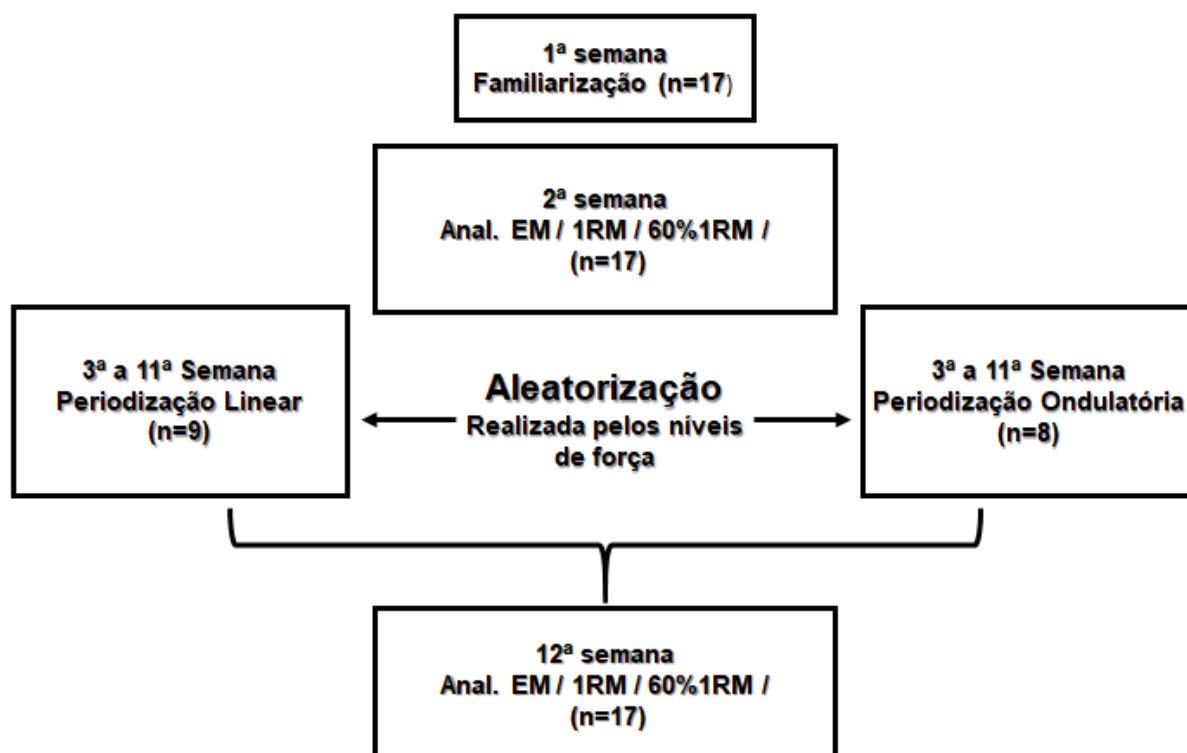 1ª semana
Familiarização (n=17)
2ª semana
Anal. EM / 1RM / 60%1RM /
(n=17)
3ª a 11ª Semana
Periodização Linear
(n=9)
Aleatorização
Realizada pelos níveis
de força
3ª a 11ª Semana
Periodização Ondulatória
(n=8)
12ª semana
Anal. EM / 1RM / 60%1RM /
(n=17)